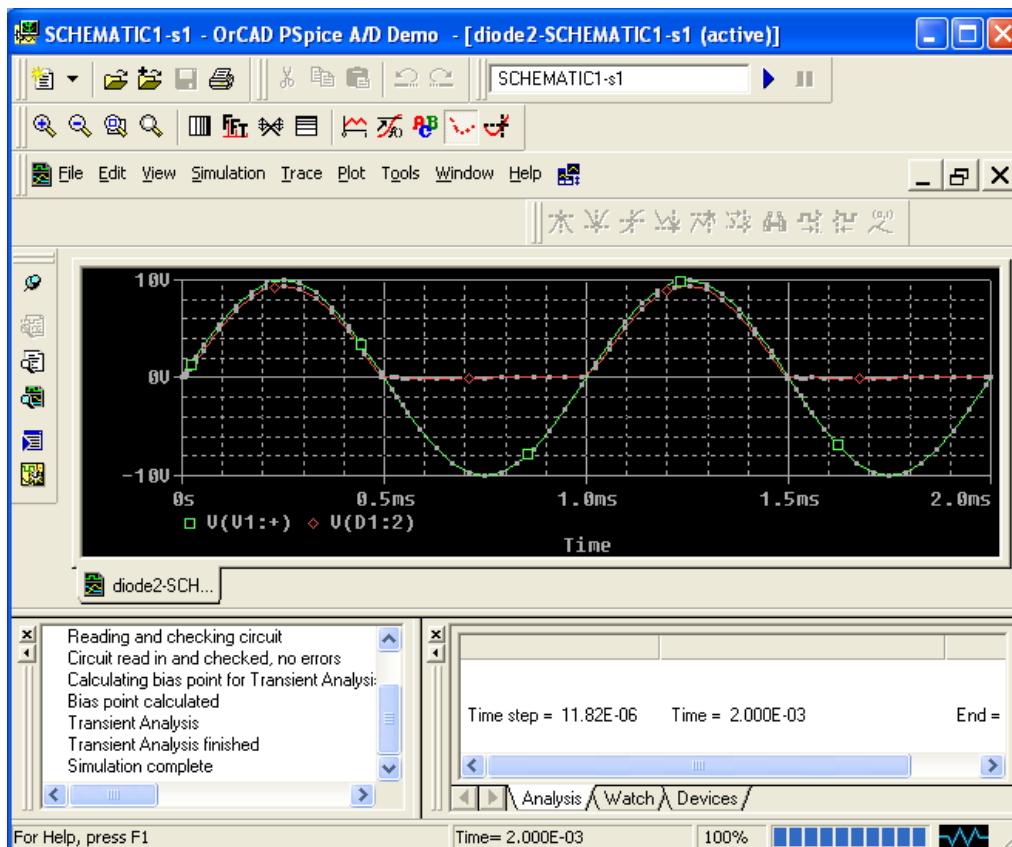 SCHEMATIC1-s1 - OrCAD PSpice A/D Demo - [diode2-SCHEMATIC1-s1 (active)]
SCHEMATIC1-s1
FFT
File Edit View Simulation Trace Plot Tools Window Help
(0,0)
10V
0V
-10V
0s 0.5ms 1.0ms 1.5ms 2.0ms
V(V1:+) V(D1:2)
Time
diode2-SCH...
Reading and checking circuit
Circuit read in and checked, no errors
Calculating bias point for Transient Analysi
Bias point calculated
Transient Analysis
Transient Analysis finished
Simulation complete
Time step = 11.82E-06 Time = 2.000E-03 End =
Analysis Watch Devices
For Help, press F1 Time= 2.000E-03 100%